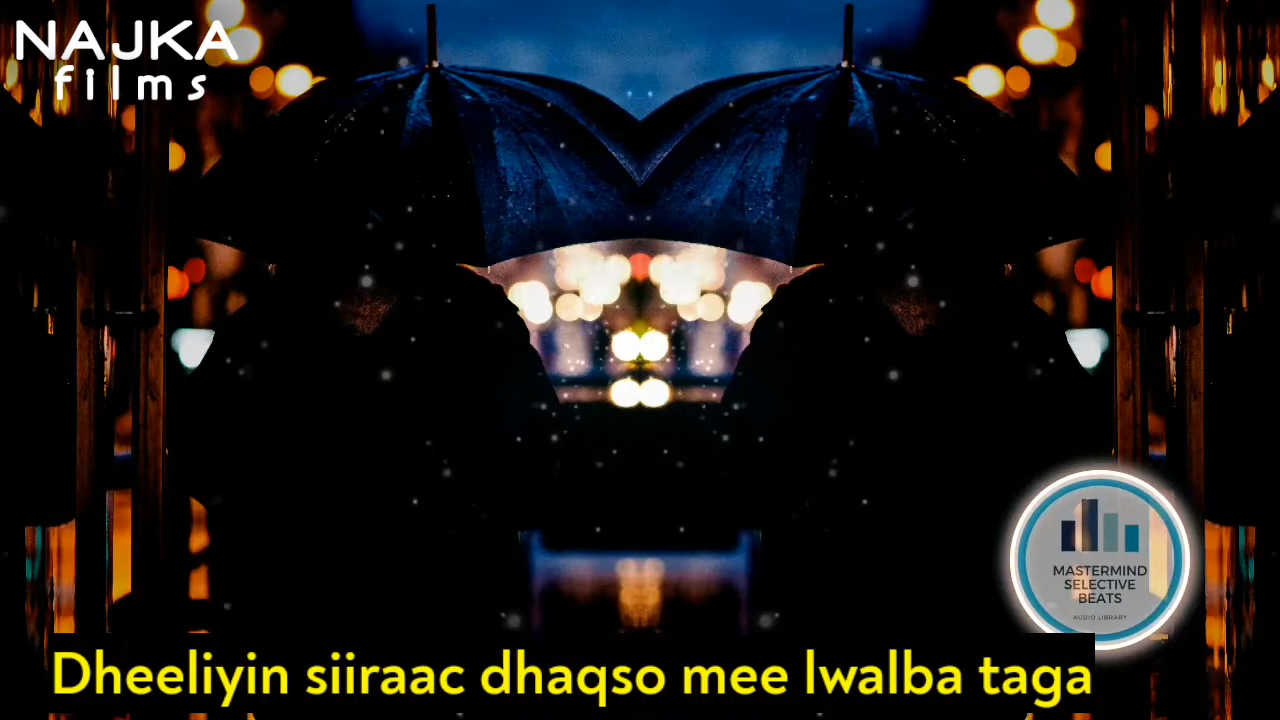 NAJKA
films
MASTERMIND
SELECTIVE
BEATS
AUDIO LIBRARY
Dheeliyin siiraac dhaqso mee lwalba taga